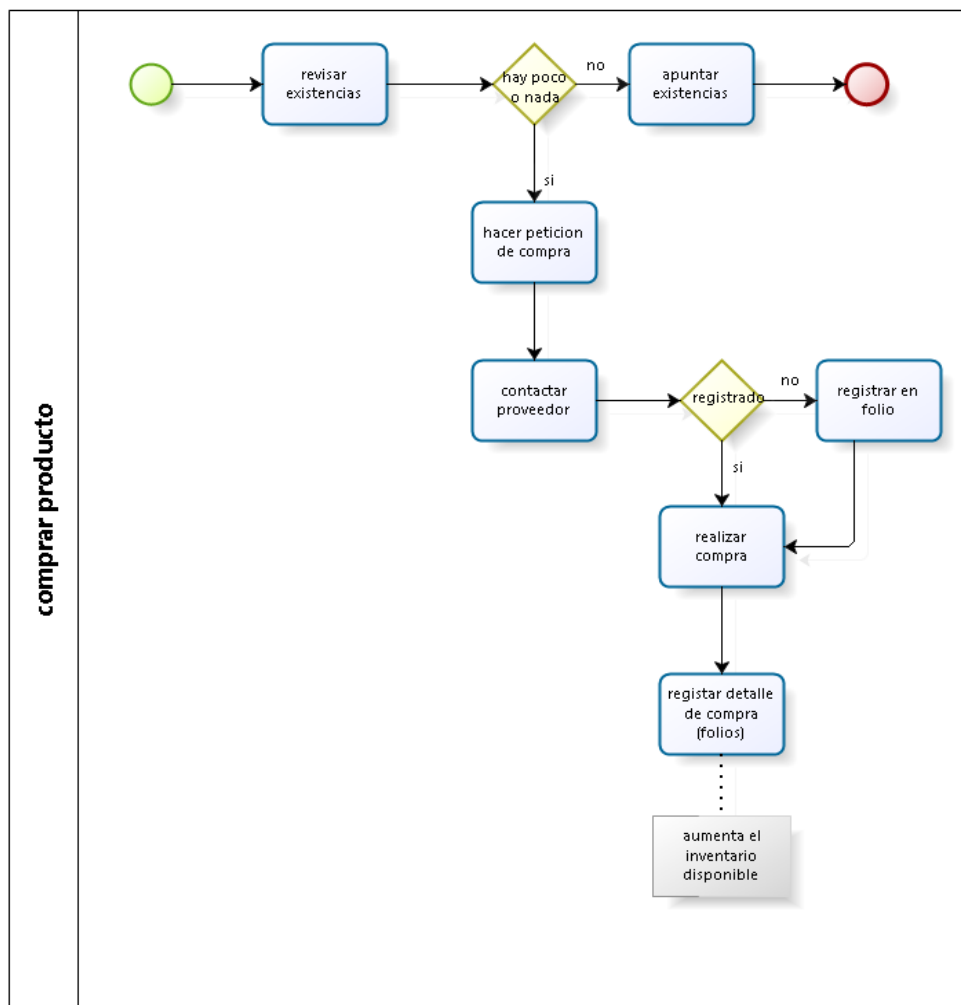 comprar producto
revisar
existencias
hay poco
o nada
no
apuntar
existencias
si
hacer peticion
de compra
contactar
proveedor
registrado
no
registrar en
folio
si
realizar
compra
registar detalle
de compra
(folios)
aumenta el
inventario
disponible